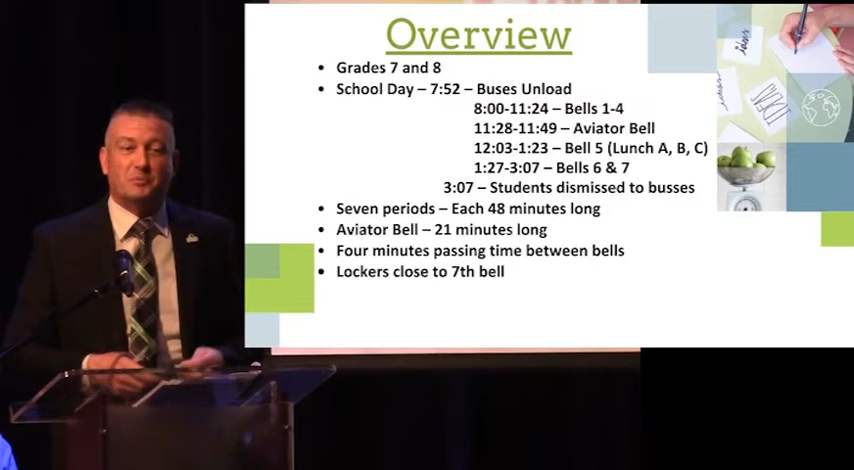 Overview
• Grades 7 and 8
• School Day – 7:52 – Buses Unload
8:00-11:24 – Bells 1-4
11:28-11:49 – Aviator Bell
12:03-1:23 – Bell 5 (Lunch A, B, C)
1:27-3:07 – Bells 6 & 7
3:07 – Students dismissed to busses
• Seven periods – Each 48 minutes long
• Aviator Bell – 21 minutes long
• Four minutes passing time between bells
• Lockers close to 7th bell
ideas
IDEAS